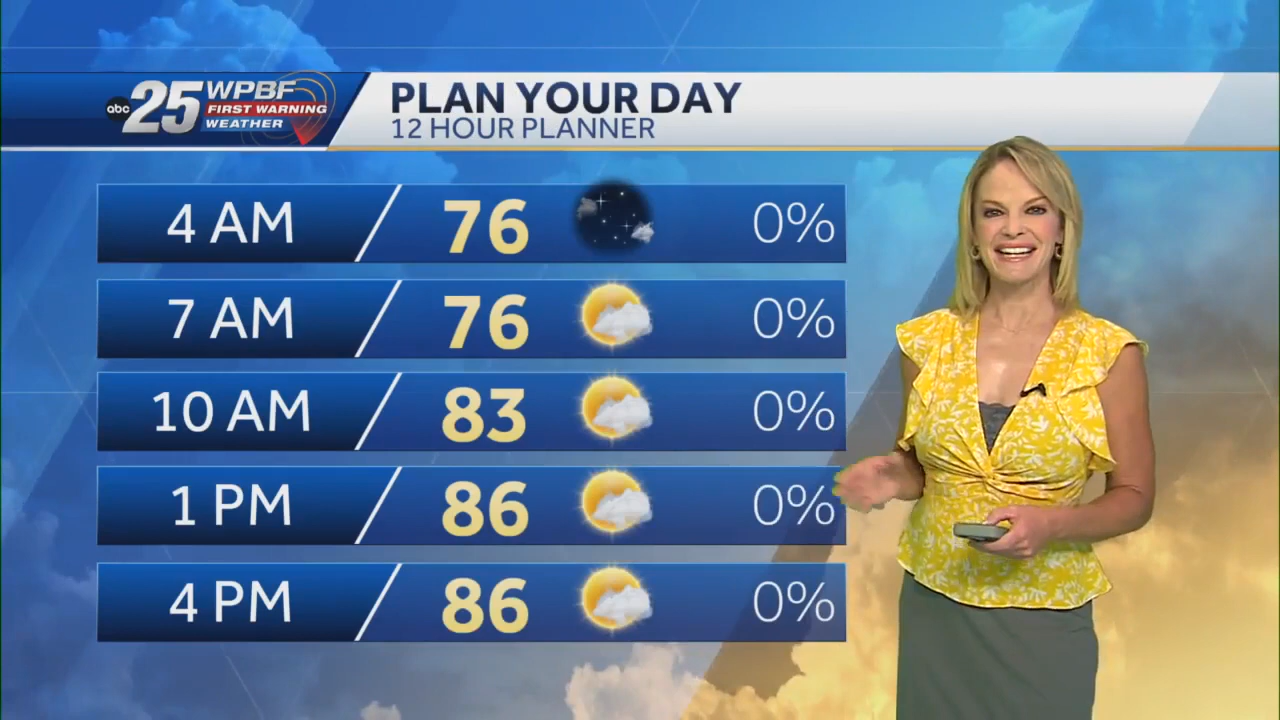 abc 25 WPBF
FIRST WARNING
WEATHER
PLAN YOUR DAY
12 HOUR PLANNER
4 AM 76 0%
7 AM 76 0%
10 AM 83 0%
1 PM 86 0%
4 PM 86 0%